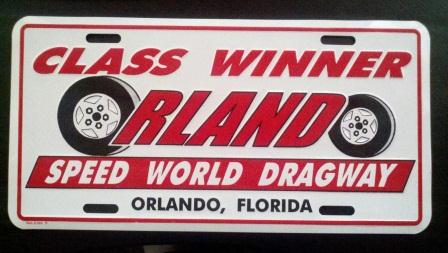 CLASS WINNER
ORLANDO
SPEED WORLD DRAGWAY
ORLANDO, FLORIDA